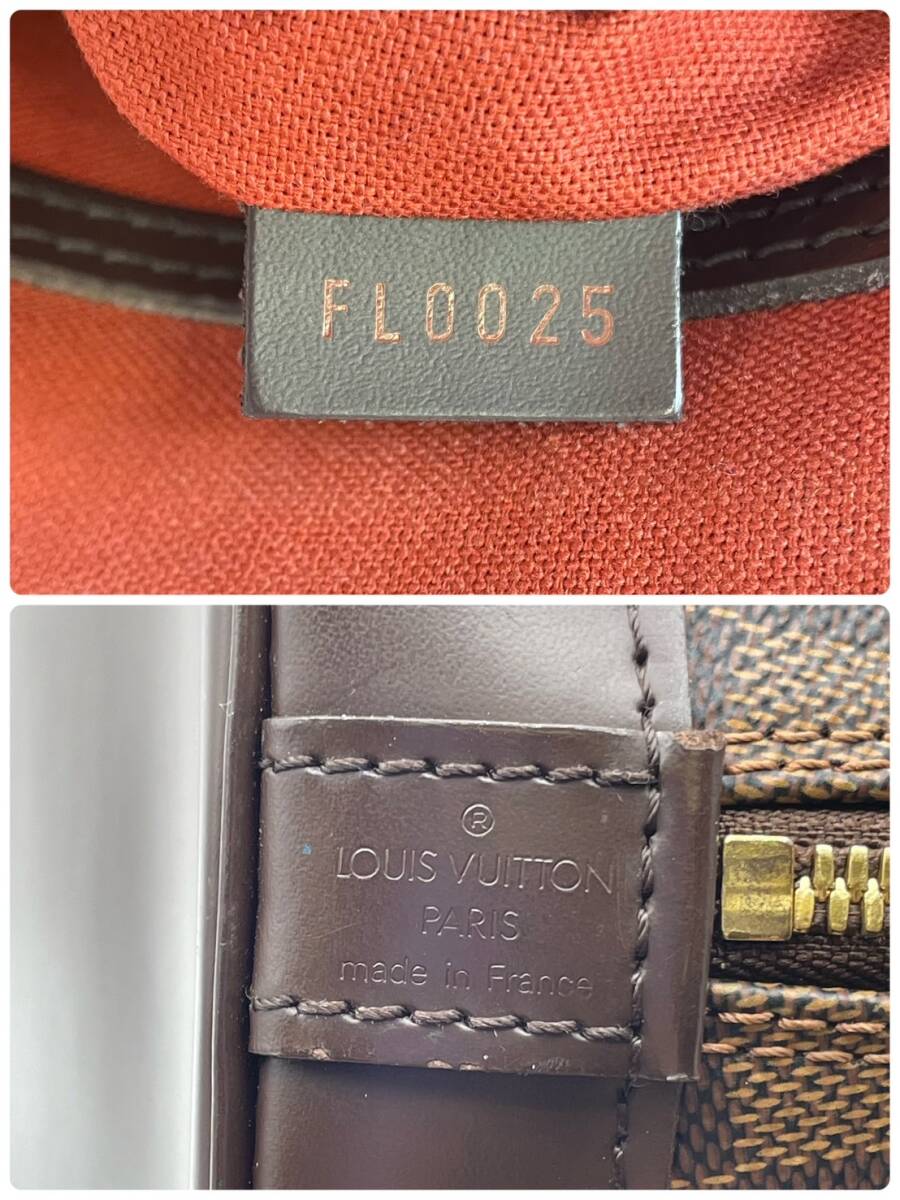 FL0025
®
LOUIS VUITTON
PARIS
made in France